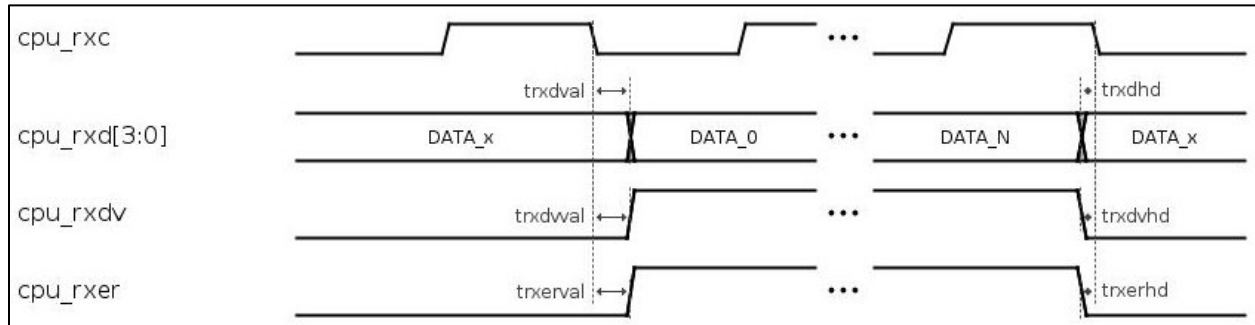 cpu_rxc
...
trxdval
trxdhd
cpu_rxd[3:0]
DATA_x
DATA_0
...
DATA_N
DATA_x
cpu_rxdv
trxdvval
...
trxdvhd
cpu_rxer
trxerval
...
trxerhd